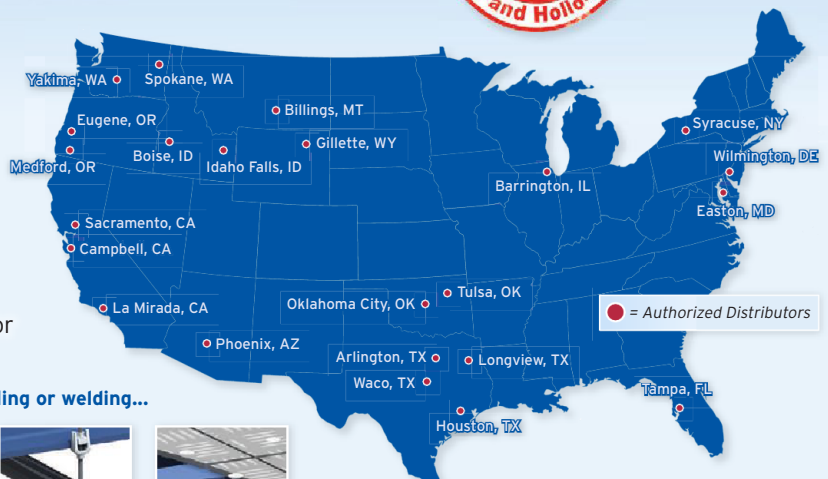 and Hollo
Yakima, WA
Spokane, WA
Billings, MT
Eugene, OR
Boise, ID
Idaho Falls, ID
Gillette, WY
Medford, OR
Syracuse, NY
Wilmington, DE
Barrington, IL
Easton, MD
Sacramento, CA
Campbell, CA
La Mirada, CA
Oklahoma City, OK
Tulsa, OK
= Authorized Distributors
Phoenix, AZ
or
Arlington, TX
Longview, TX
Waco, TX
Tampa, FL
ling or welding...
Houston, TX